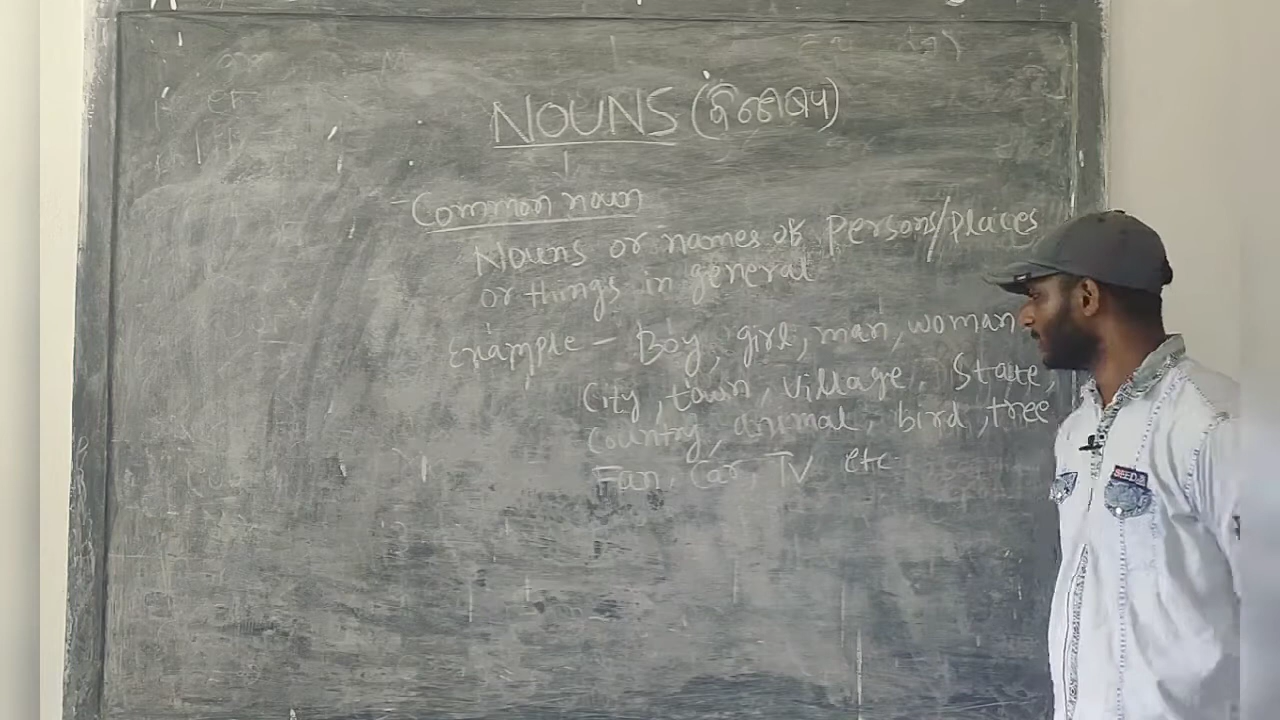 NOUNS
Common noun
Nouns or names of Persons/Places
or things in general
Example - Boy, girl, man, woman
City, town, village, State,
Country, animal, bird, tree
Fan, Car, TV etc.